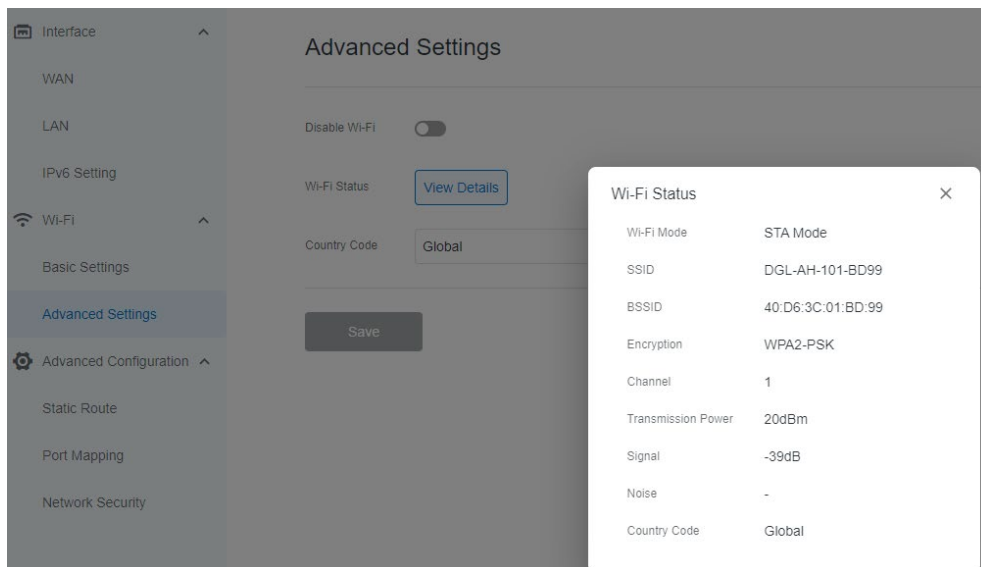 Interface
WAN
LAN
IPv6 Setting
Wi-Fi
Basic Settings
Advanced Settings
Advanced Configuration
Static Route
Port Mapping
Network Security
Advanced Settings
Disable Wi-Fi
Wi-Fi Status View Details
Country Code Global
Save
Wi-Fi Status
Wi-Fi Mode STA Mode
SSID DGL-AH-101-BD99
BSSID 40:D6:3C:01:BD:99
Encryption WPA2-PSK
Channel 1
Transmission Power 20dBm
Signal -39dB
Noise -
Country Code Global